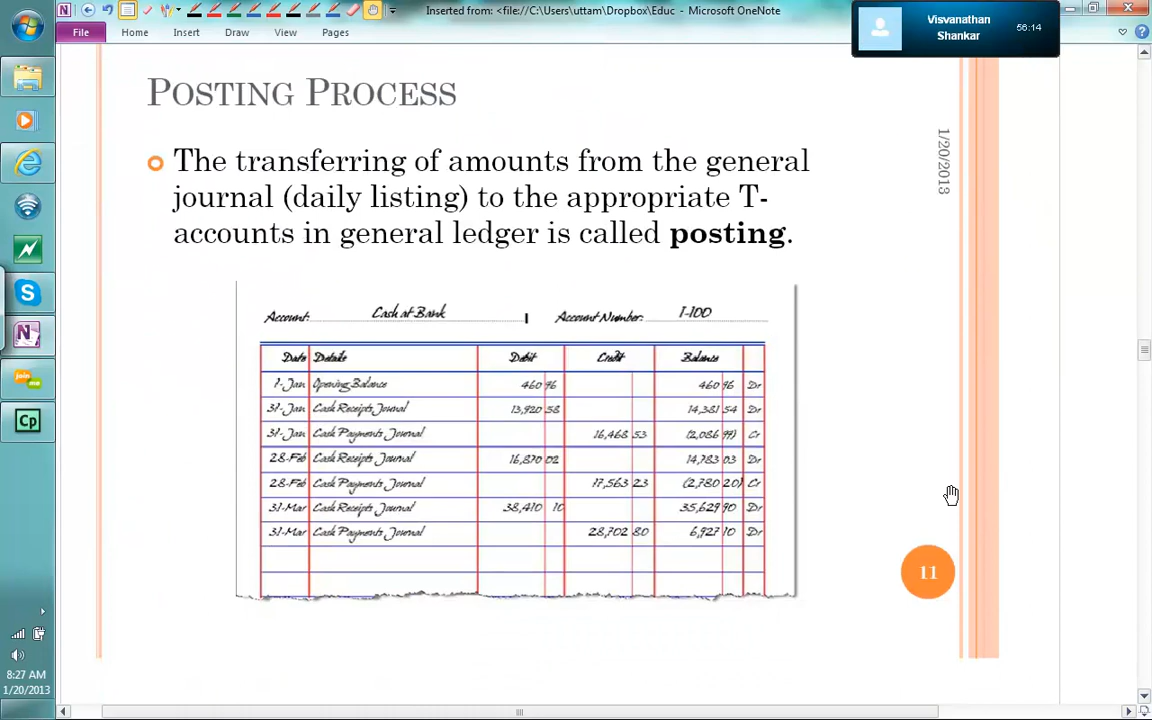 Inserted from: <file://C:\Users\uttam\Dropbox\Educ - Microsoft OneNote
Visvanathan
Shankar
56:14
File Home Insert Draw View Pages
POSTING PROCESS
1/20/2013
The transferring of amounts from the general
journal (daily listing) to the appropriate T-
accounts in general ledger is called posting.
Account: Cash at Bank Account Number: 1-100
Date Details Debit Credit Balance
1-Jan Opening Balance 460 96 460 96 Dr
31-Jan Cash Receipts Journal 13,920 58 14,381 54 Dr
31-Jan Cash Payments Journal 16,468 53 (2,086 99) Cr
28-Feb Cash Receipts Journal 16,870 02 14,783 03 Dr
28-Feb Cash Payments Journal 17,563 23 (2,780 20) Cr
31-Mar Cash Receipts Journal 38,410 10 35,629 90 Dr
31-Mar Cash Payments Journal 28,702 80 6,927 10 Dr
11
join
me
Cp
8:27 AM
1/20/2013